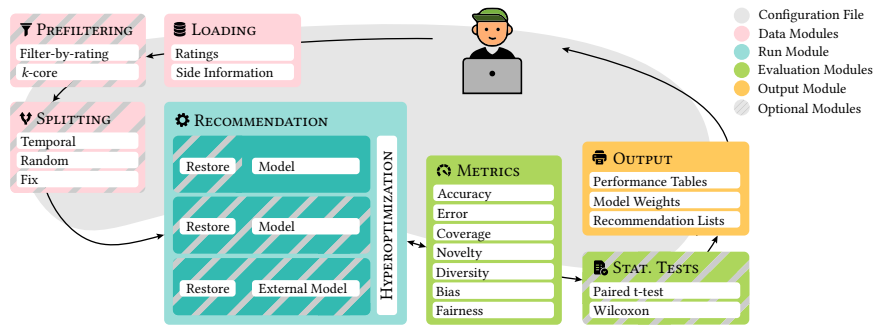 PREFILTERING
Filter-by-rating
k-core
LOADING
Ratings
Side Information
Configuration File
Data Modules
Run Module
Evaluation Modules
Output Module
Optional Modules
SPLITTING
Temporal
Random
Fix
RECOMMENDATION
Restore Model
Restore Model
Restore External Model
HYPEROPTIMIZATION
METRICS
Accuracy
Error
Coverage
Novelty
Diversity
Bias
Fairness
OUTPUT
Performance Tables
Model Weights
Recommendation Lists
STAT. TESTS
Paired t-test
Wilcoxon